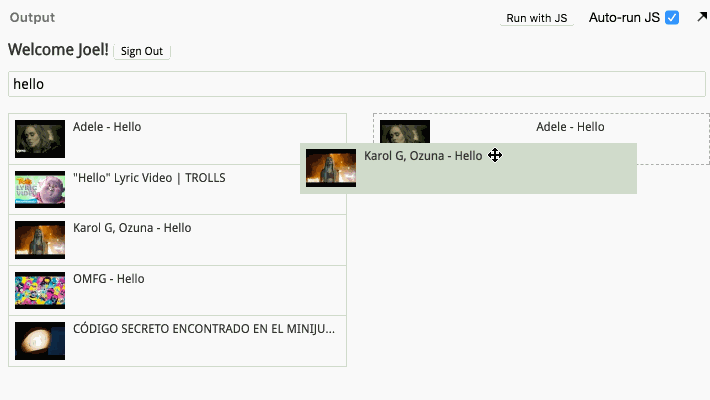 Output
Run with JS
Auto-run JS
Welcome Joel!
Sign Out
hello
Adele - Hello
"Hello" Lyric Video | TROLLS
Karol G, Ozuna - Hello
OMFG - Hello
CÓDIGO SECRETO ENCONTRADO EN EL MINIJU...
Adele - Hello
Karol G, Ozuna - Hello